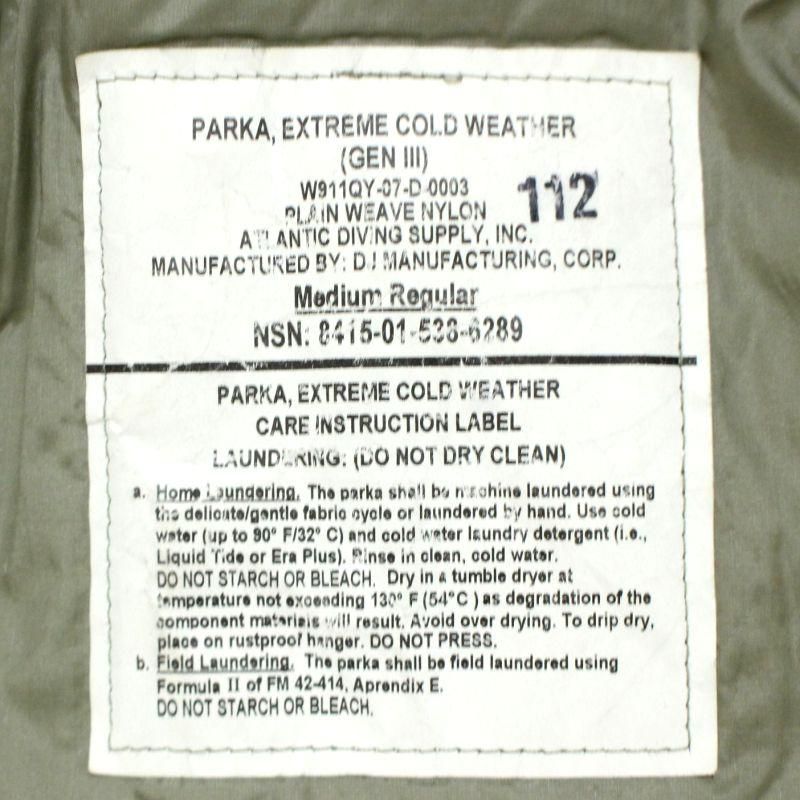 PARKA, EXTREME COLD WEATHER
(GEN III)
W911QY-07-D-0003
112
PLAIN WEAVE NYLON
ATLANTIC DIVING SUPPLY, INC.
MANUFACTURED BY: DJ MANUFACTURING, CORP.
Medium Regular
NSN: 8415-01-538-6289
PARKA, EXTREME COLD WEATHER
CARE INSTRUCTION LABEL
LAUNDERING: (DO NOT DRY CLEAN)
a. Home Laundering. The parka shall be machine laundered using
the delicate/gentle fabric cycle or laundered by hand. Use cold
water (up to 90° F/32° C) and cold water laundry detergent (i.e.,
Liquid Tide or Era Plus). Rinse in clean, cold water.
DO NOT STARCH OR BLEACH. Dry in a tumble dryer at
temperature not exceeding 130° F (54°C ) as degradation of the
component materials will result. Avoid over drying. To drip dry,
place on rustproof hanger. DO NOT PRESS.
b. Field Laundering. The parka shall be field laundered using
Formula II of FM 42-414, Appendix E.
DO NOT STARCH OR BLEACH.